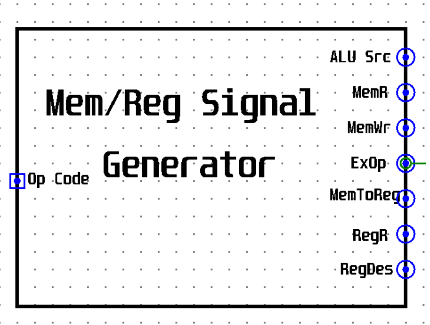 ALU Src
Mem/Reg Signal
MemR
MemWr
Generator
ExOp
Op Code
MemToReg
RegR
RegDes